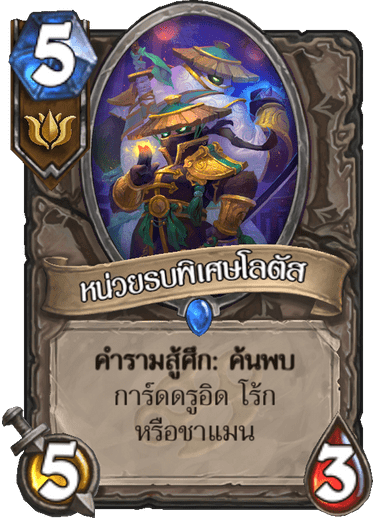 5
หน่วยรบพิเศษโลตัส
คำรามสู้ศึก: ค้นพบ
การ์ดดรูอิด โร้ก
หรือชาแมน
5
3